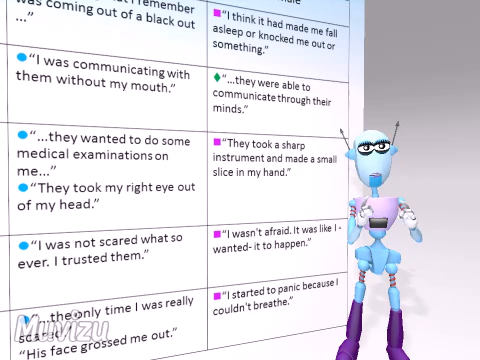 I remember
was coming out of a black out
..."
"I think it had made me fall
asleep or knocked me out or
something."
"I was communicating with
them without my mouth."
"...they were able to
communicate through their
minds."
"...they wanted to do some
medical examinations on
me..."
"They took my right eye out
of my head."
"They took a sharp
instrument and made a small
slice in my hand."
"I was not scared what so
ever. I trusted them."
"I wasn't afraid. It was like I -
wanted- it to happen."
"...the only time I was really
"His face grossed me out."
"I started to panic because I
couldn't breathe."
Muvizu